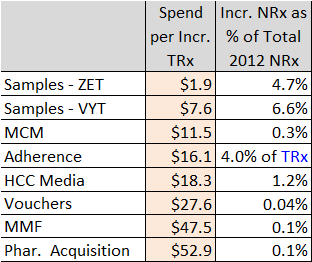 Spend per Incr. TRx Incr. NRx as % of Total 2012 NRx
Samples - ZET $1.9 4.7%
Samples - VYT $7.6 6.6%
MCM $11.5 0.3%
Adherence $16.1 4.0% of TRx
HCC Media $18.3 1.2%
Vouchers $27.6 0.04%
MMF $47.5 0.1%
Phar. Acquisition $52.9 0.1%